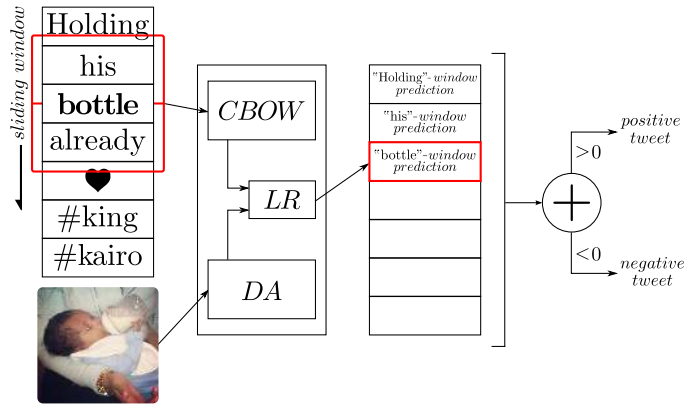 sliding window
Holding
his
bottle
already
#king
#kairo
CBOW
LR
DA
"Holding"-window
prediction
"his"-window
prediction
"bottle"-window
prediction
+
>0
<0
positive
tweet
negative
tweet